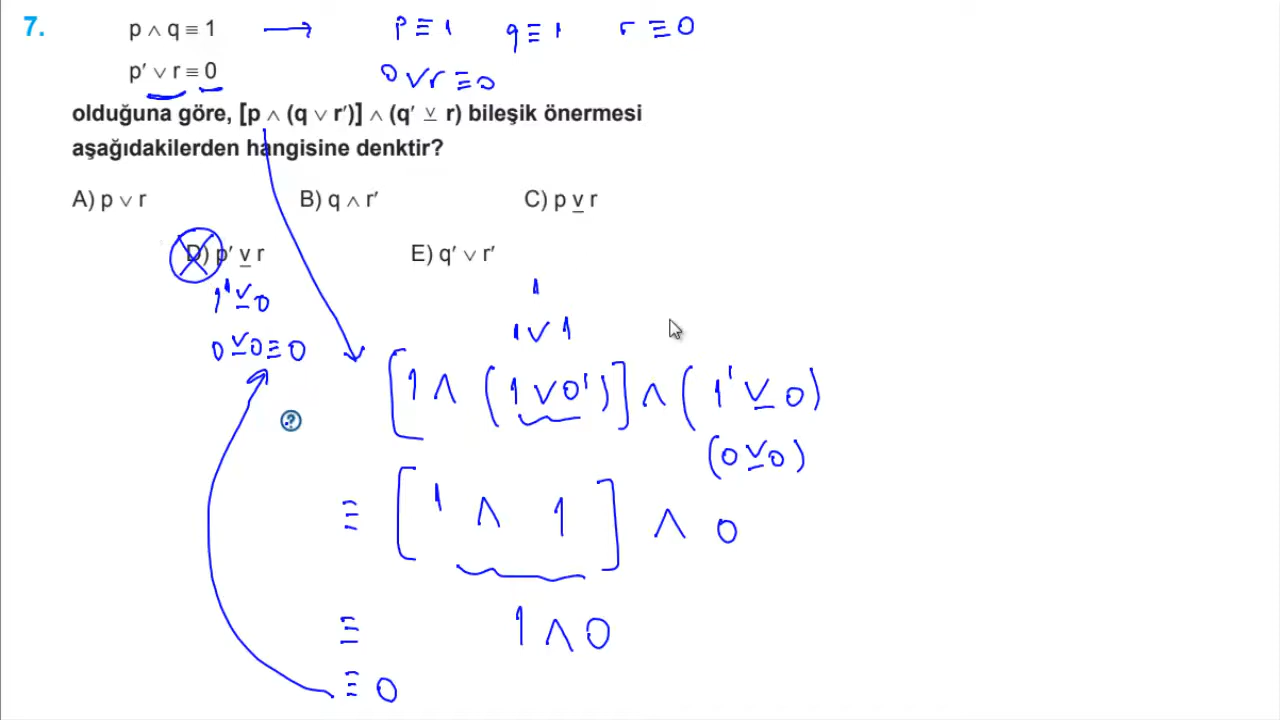 7. p ∧ q ≡ 1 → p ≡ 1 q ≡ 1 r ≡ 0
p′ ∨ r ≡ 0 0 ∨ r ≡ 0
olduğuna göre, [p ∧ (q ∨ r′)] ∧ (q′ ⊻ r) bileşik önermesi
aşağıdakilerden hangisine denktir?
A) p ∨ r B) q ∧ r′ C) p ⊻ r
D) p′ ⊻ r E) q′ ∨ r′
1′ ⊻ 0
0 ⊻ 0 ≡ 0
1
1 ∨ 1
[1 ∧ (1 ∨ 0′)] ∧ (1′ ⊻ 0)
(0 ⊻ 0)
≡ [1 ∧ 1] ∧ 0
≡ 1 ∧ 0
≡ 0